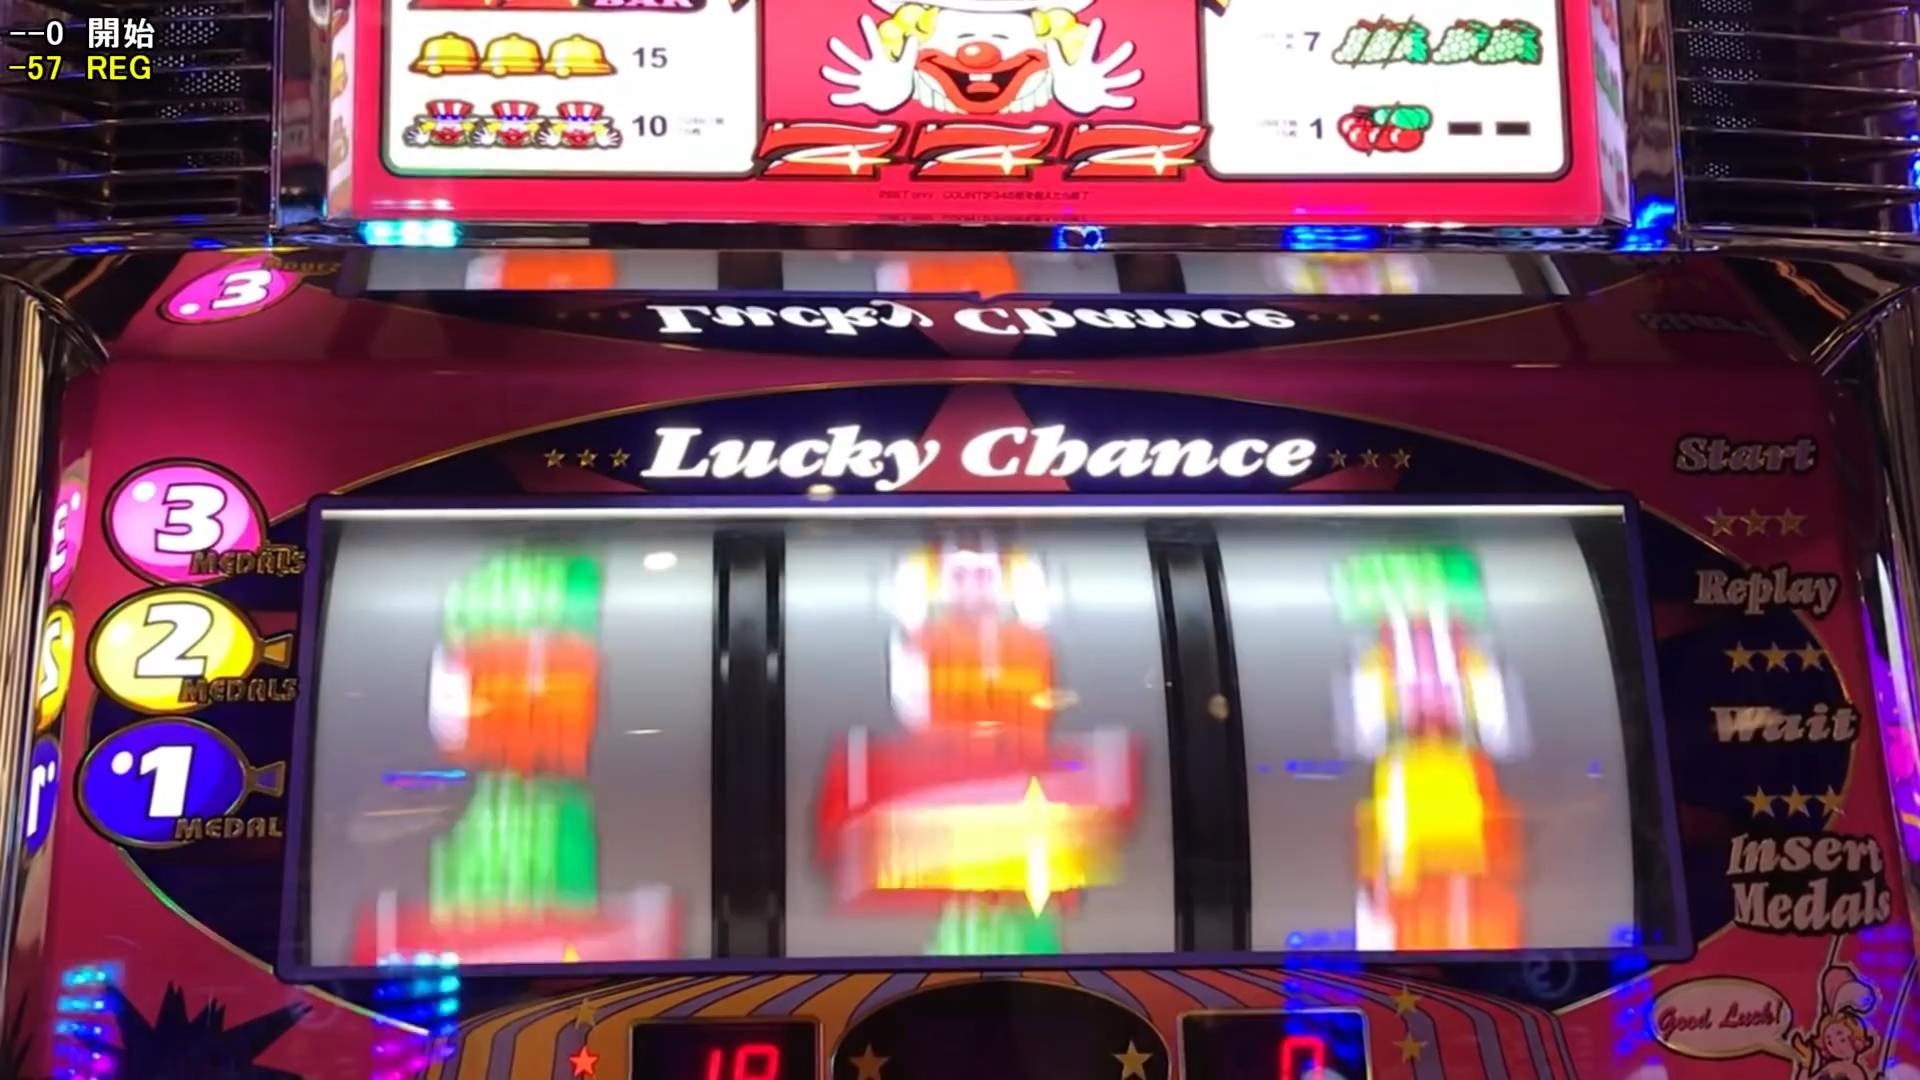 --0 開始
-57 REG
BAR
15
10
7
1
3
Lucky Chance
Lucky Chance
3
MEDALS
2
MEDALS
1
MEDAL
Start
Replay
Wait
Insert
Medals
Good Luck!